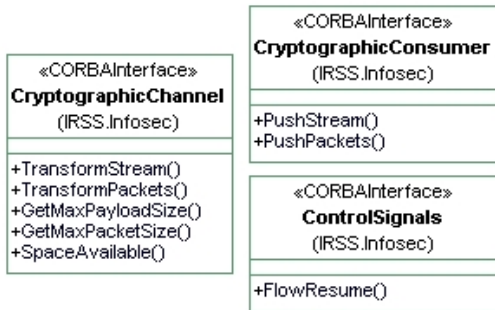 «CORBAInterface»
CryptographicChannel
(IRSS.Infosec)
+TransformStream()
+TransformPackets()
+GetMaxPayloadSize()
+GetMaxPacketSize()
+SpaceAvailable()
«CORBAInterface»
CryptographicConsumer
(IRSS.Infosec)
+PushStream()
+PushPackets()
«CORBAInterface»
ControlSignals
(IRSS.Infosec)
+FlowResume()